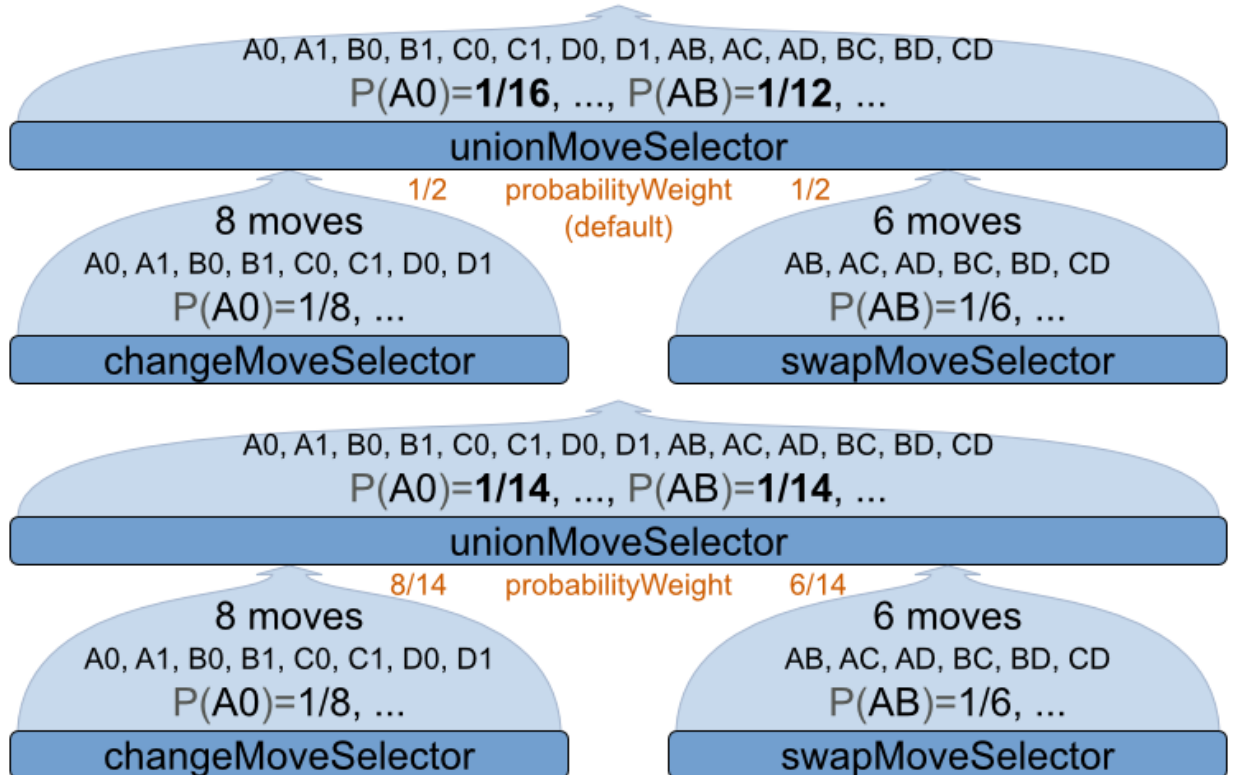 A0, A1, B0, B1, C0, C1, D0, D1, AB, AC, AD, BC, BD, CD
P(A0)=1/16, ..., P(AB)=1/12, ...
unionMoveSelector
1/2 probabilityWeight 1/2
(default)
8 moves
A0, A1, B0, B1, C0, C1, D0, D1
P(A0)=1/8, ...
changeMoveSelector
6 moves
AB, AC, AD, BC, BD, CD
P(AB)=1/6, ...
swapMoveSelector
A0, A1, B0, B1, C0, C1, D0, D1, AB, AC, AD, BC, BD, CD
P(A0)=1/14, ..., P(AB)=1/14, ...
unionMoveSelector
8/14 probabilityWeight 6/14
8 moves
A0, A1, B0, B1, C0, C1, D0, D1
P(A0)=1/8, ...
changeMoveSelector
6 moves
AB, AC, AD, BC, BD, CD
P(AB)=1/6, ...
swapMoveSelector